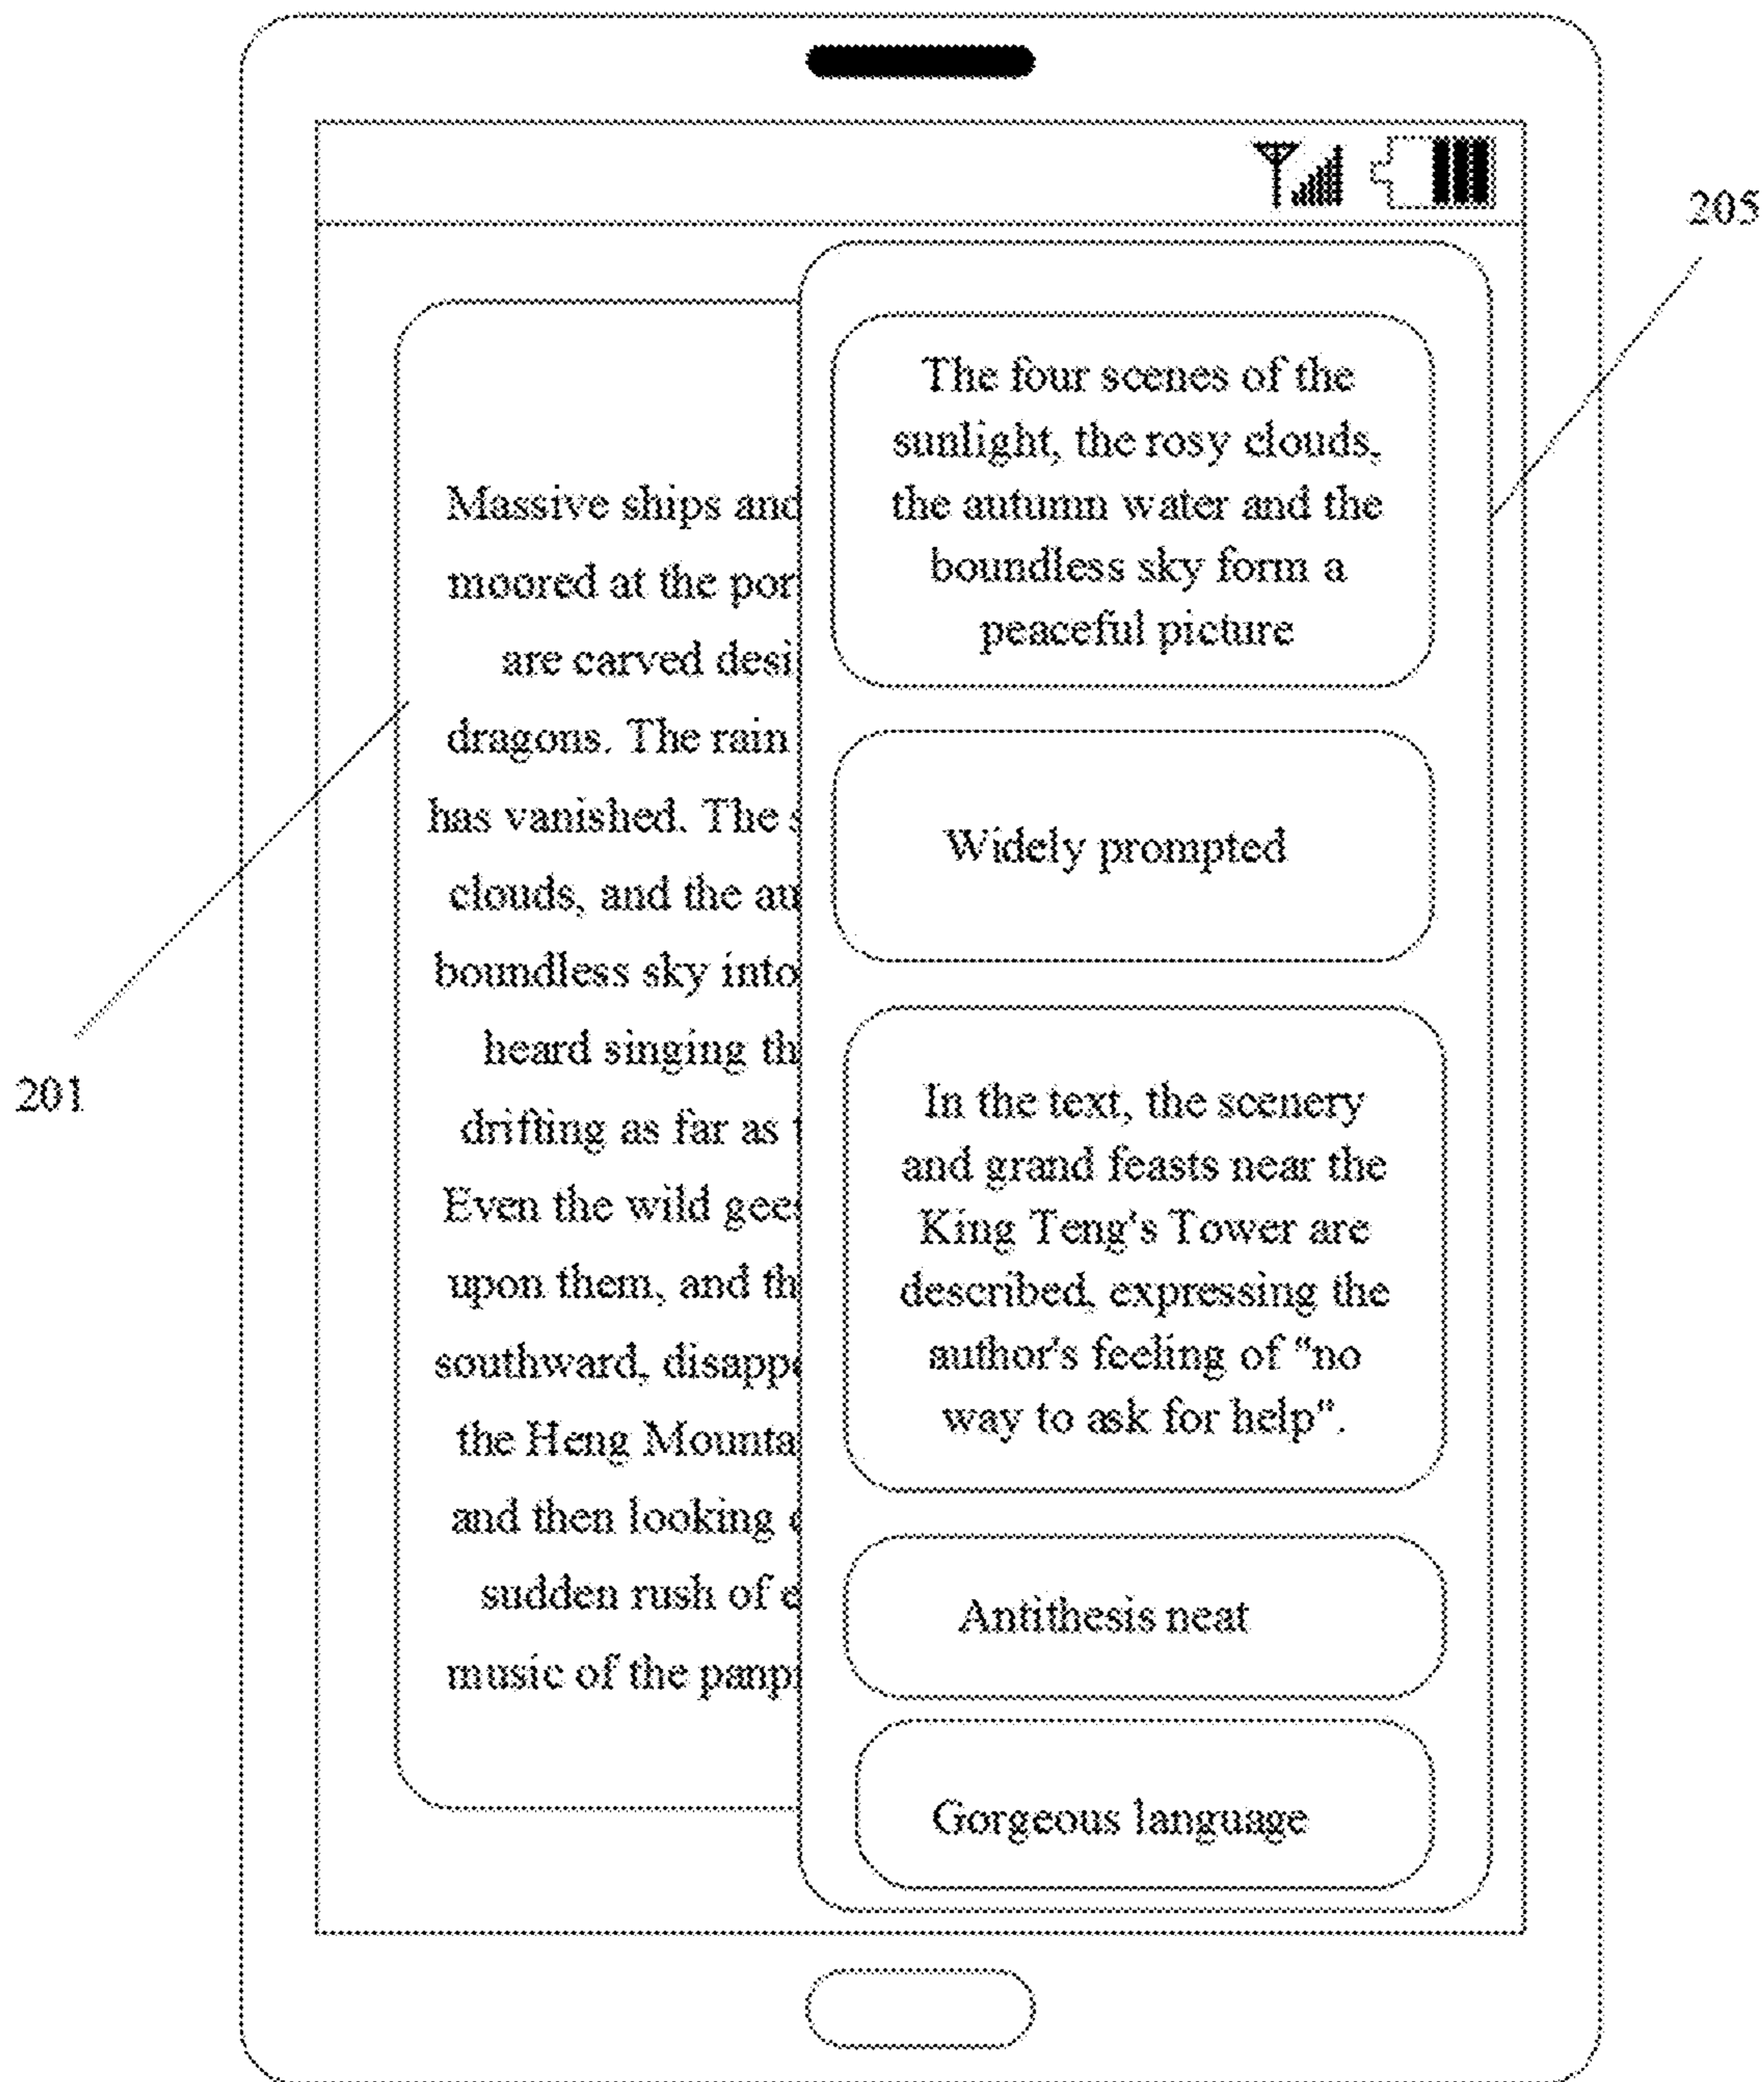 205
201
Massive ships and
moored at the por
are carved desi
dragons. The rain
has vanished. The
clouds, and the au
boundless sky into
heard singing th
drifting as far as
Even the wild gee
upon them, and th
southward, disapp
the Heng Mounta
and then looking
sudden rush of e
music of the panp
The four scenes of the
sunlight, the rosy clouds,
the autumn water and the
boundless sky form a
peaceful picture
Widely prompted
In the text, the scenery
and grand feasts near the
King Teng's Tower are
described, expressing the
author's feeling of "no
way to ask for help".
Antithesis neat
Gorgeous language